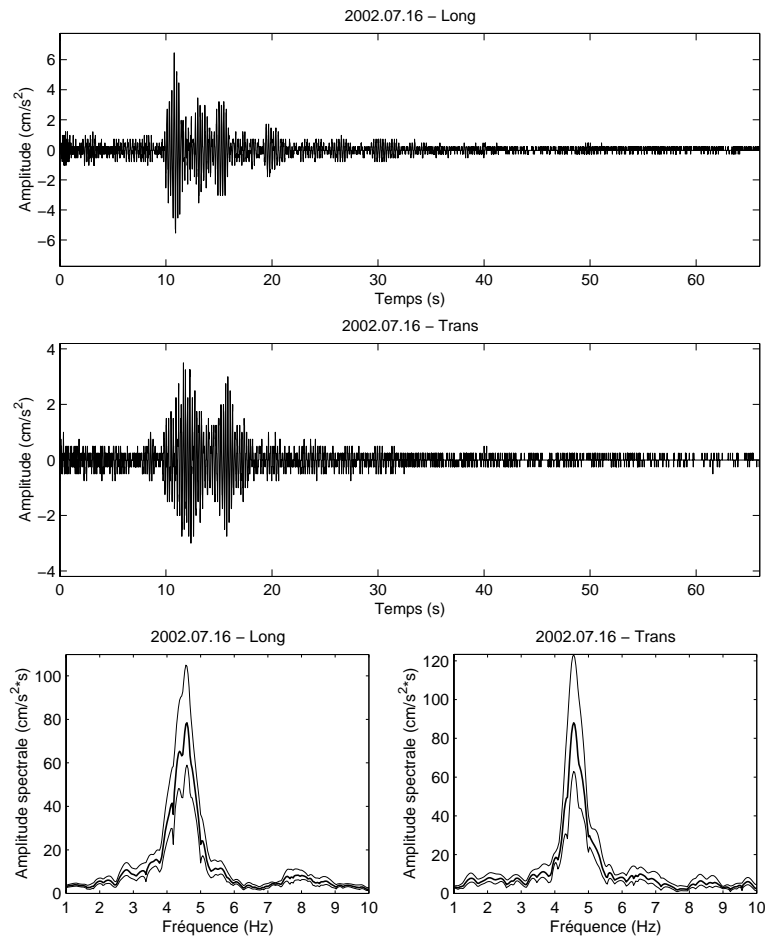 2002.07.16 – Long
6
4
2
0
−2
−4
−6
Amplitude (cm/s²)
0 10 20 30 40 50 60
Temps (s)
2002.07.16 – Trans
4
2
0
−2
−4
Amplitude (cm/s²)
0 10 20 30 40 50 60
Temps (s)
2002.07.16 – Long
100
80
60
40
20
0
Amplitude spectrale (cm/s²*s)
1 2 3 4 5 6 7 8 9 10
Fréquence (Hz)
2002.07.16 – Trans
120
100
80
60
40
20
0
Amplitude spectrale (cm/s²*s)
1 2 3 4 5 6 7 8 9 10
Fréquence (Hz)